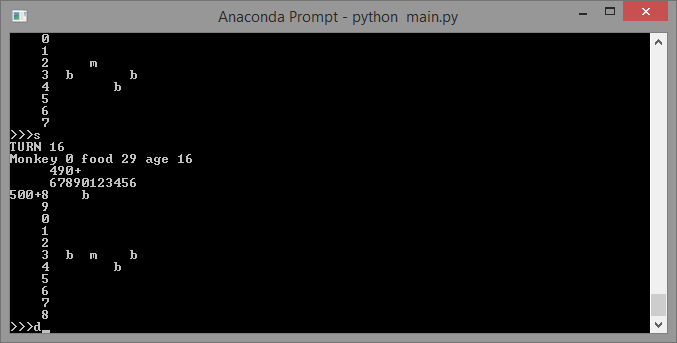 Anaconda Prompt - python  main.py
    0
    1
    2     m
    3  b       b
    4        b
    5
    6
    7
>>>s
TURN 16
Monkey 0 food 29 age 16
     490+
     67890123456
500+8    b
    9
    0
    1
    2
    3  b  m    b
    4        b
    5
    6
    7
    8
>>>d_